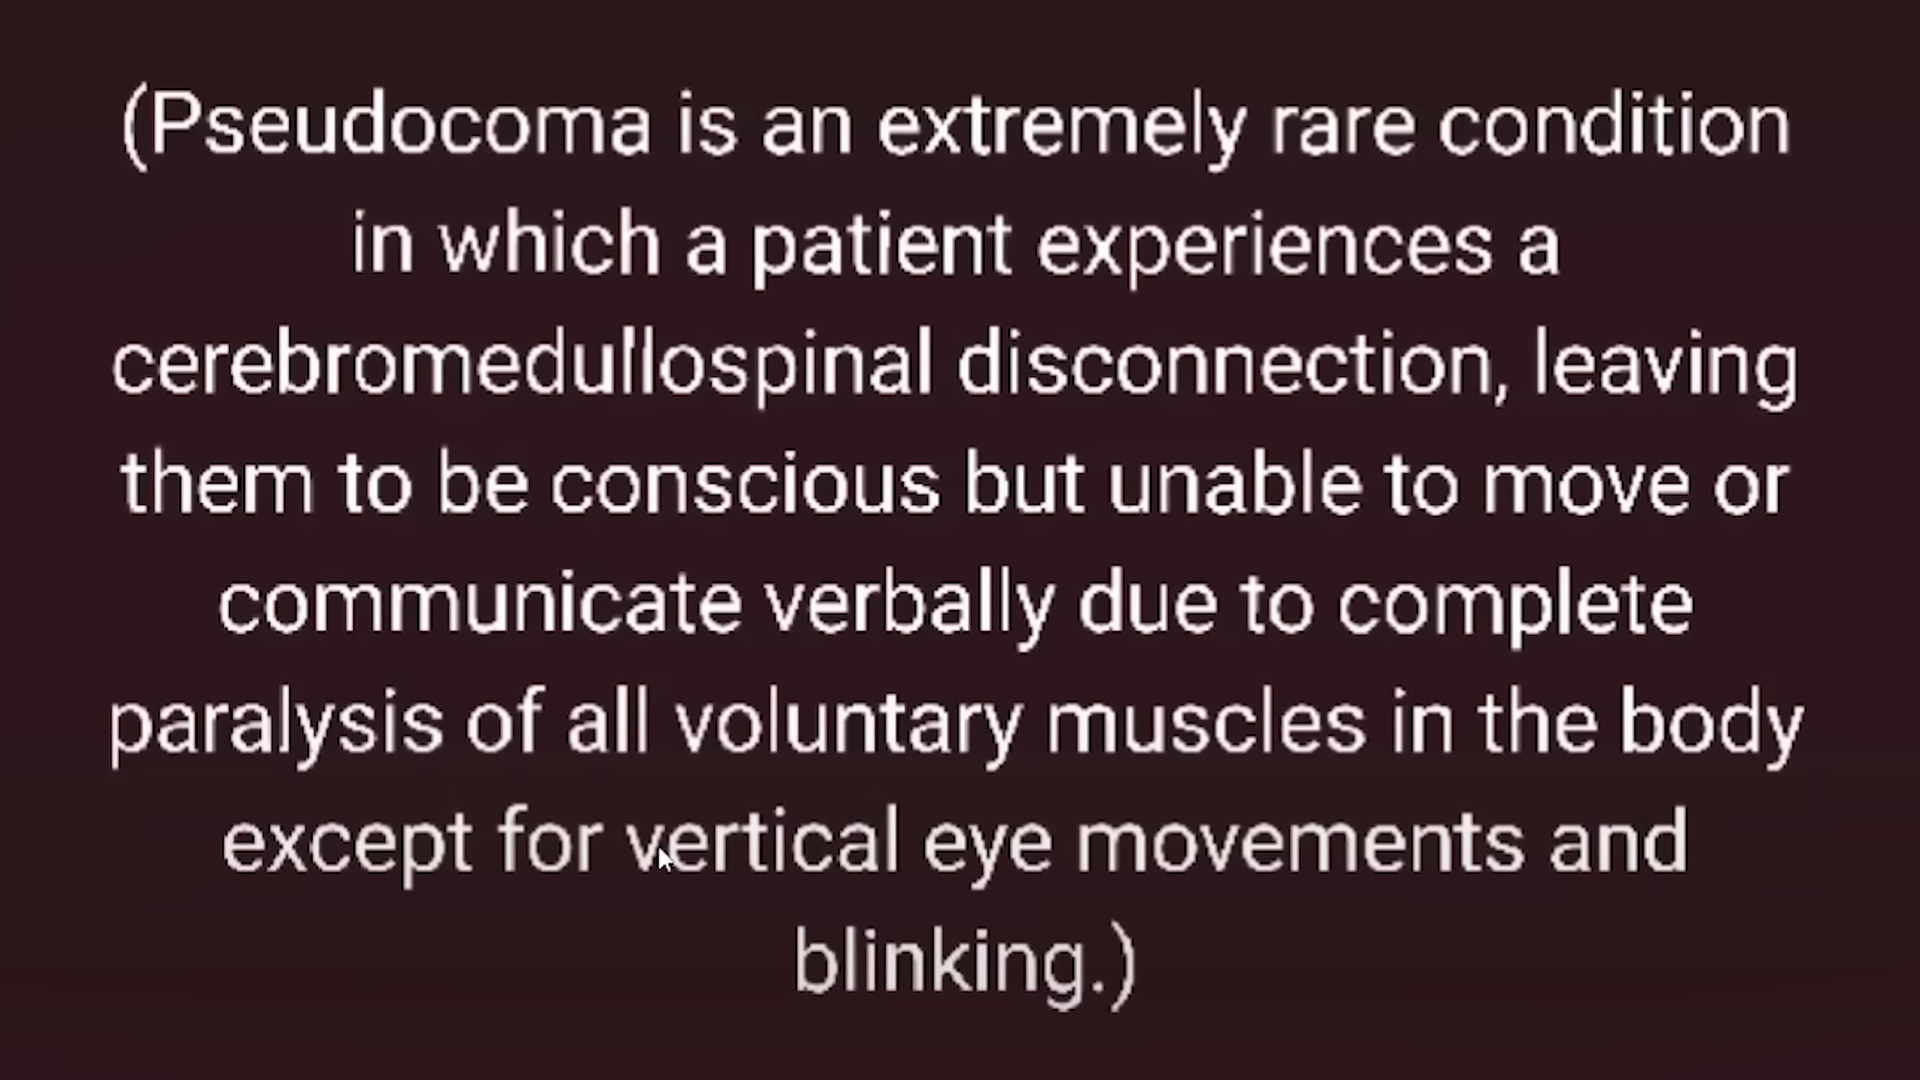 (Pseudocoma is an extremely rare condition
in which a patient experiences a
cerebromedullospinal disconnection, leaving
them to be conscious but unable to move or
communicate verbally due to complete
paralysis of all voluntary muscles in the body
except for vertical eye movements and
blinking.)